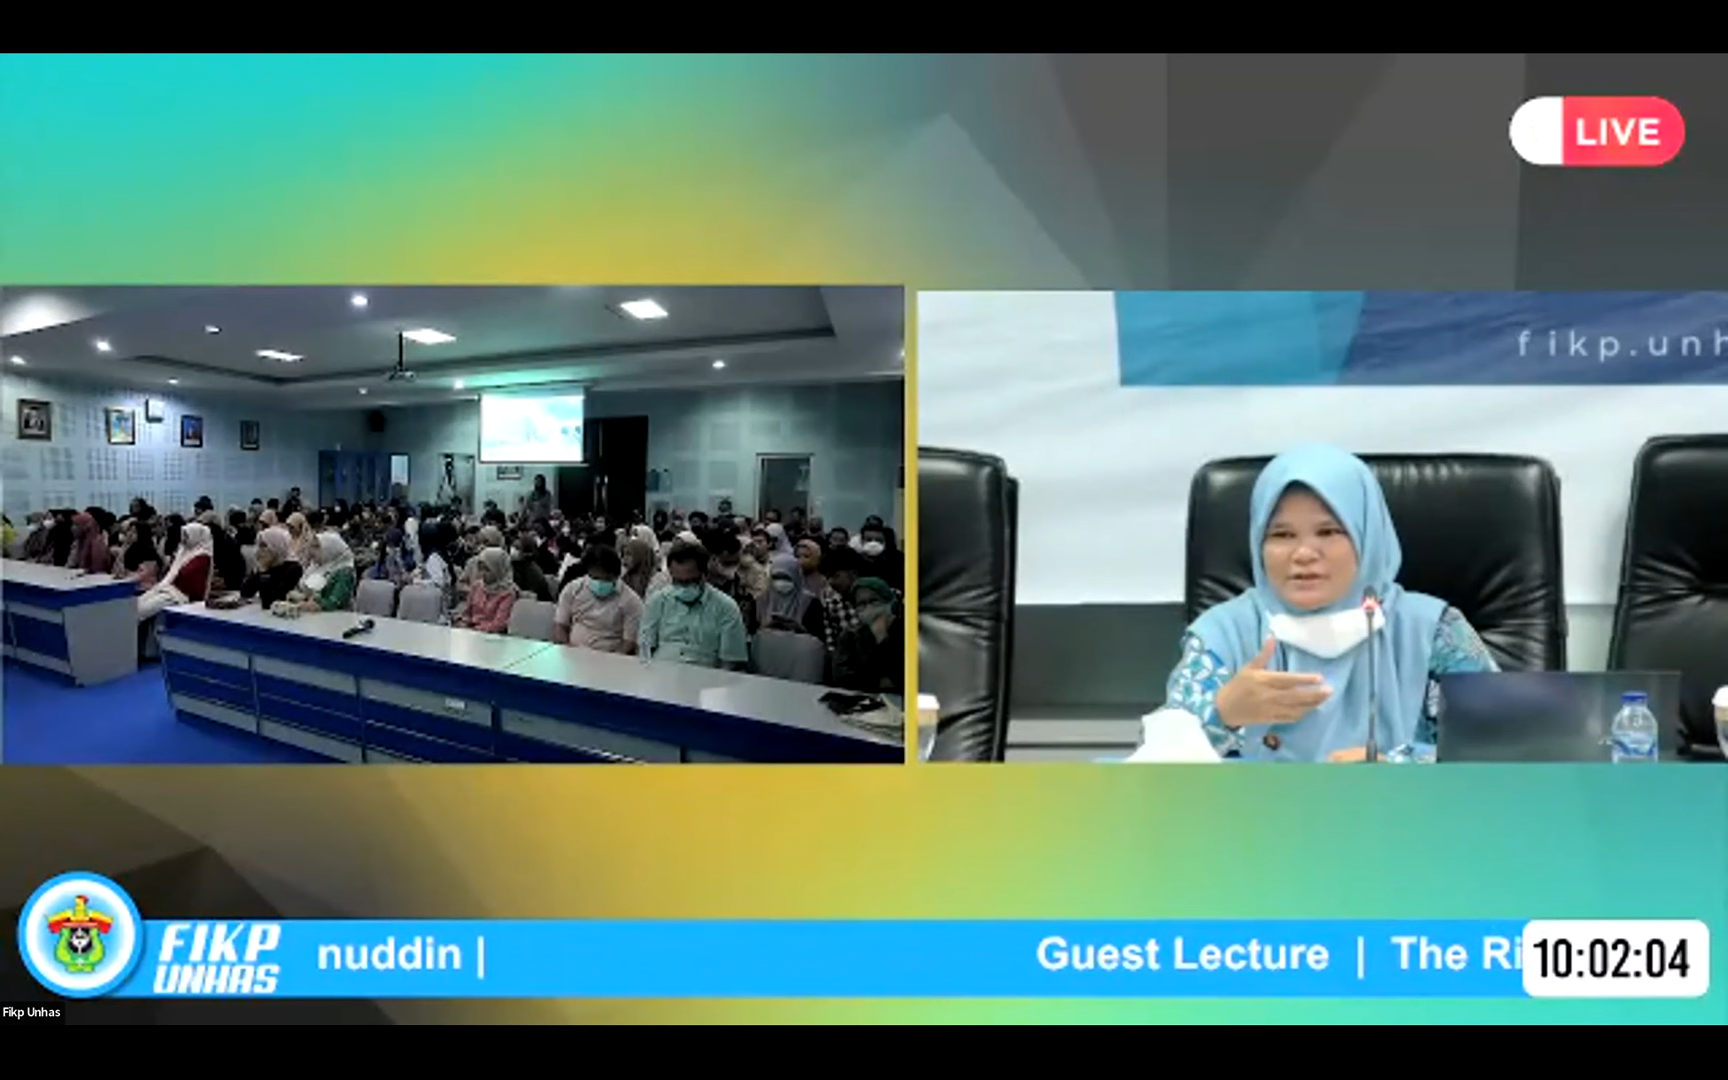 LIVE
fikp.unh
FIKP
UNHAS
nuddin |
Guest Lecture | The Ri
10:02:04
Fikp Unhas